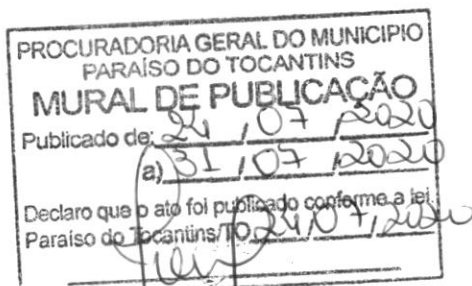 PROCURADORIA GERAL DO MUNICIPIO
PARAÍSO DO TOCANTINS
MURAL DE PUBLICAÇÃO
Publicado de: 24 / 07 / 2020
a) 31 / 07 / 2020
Declaro que o ato foi publicado conforme a lei
Paraíso do Tocantins/TO 24 / 07 / 2020